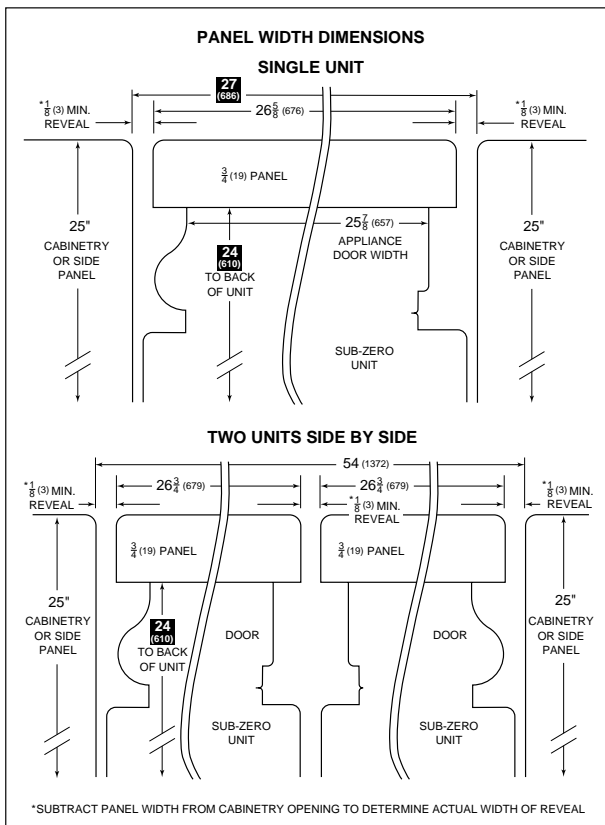 PANEL WIDTH DIMENSIONS
SINGLE UNIT
27
(686)
*1/8 (3) MIN.
REVEAL
26 5/8 (676)
*1/8 (3) MIN.
REVEAL
3/4 (19) PANEL
25"
CABINETRY
OR SIDE
PANEL
25 7/8 (657)
APPLIANCE
DOOR WIDTH
24
(610)
TO BACK
OF UNIT
25"
CABINETRY
OR SIDE
PANEL
SUB-ZERO
UNIT
TWO UNITS SIDE BY SIDE
54 (1372)
*1/8 (3) MIN.
REVEAL
26 3/4 (679)
26 3/4 (679)
*1/8 (3) MIN.
REVEAL
*1/8 (3) MIN.
REVEAL
3/4 (19) PANEL
3/4 (19) PANEL
25"
CABINETRY
OR SIDE
PANEL
24
(610)
TO BACK
OF UNIT
DOOR
DOOR
25"
CABINETRY
OR SIDE
PANEL
SUB-ZERO
UNIT
SUB-ZERO
UNIT
*SUBTRACT PANEL WIDTH FROM CABINETRY OPENING TO DETERMINE ACTUAL WIDTH OF REVEAL